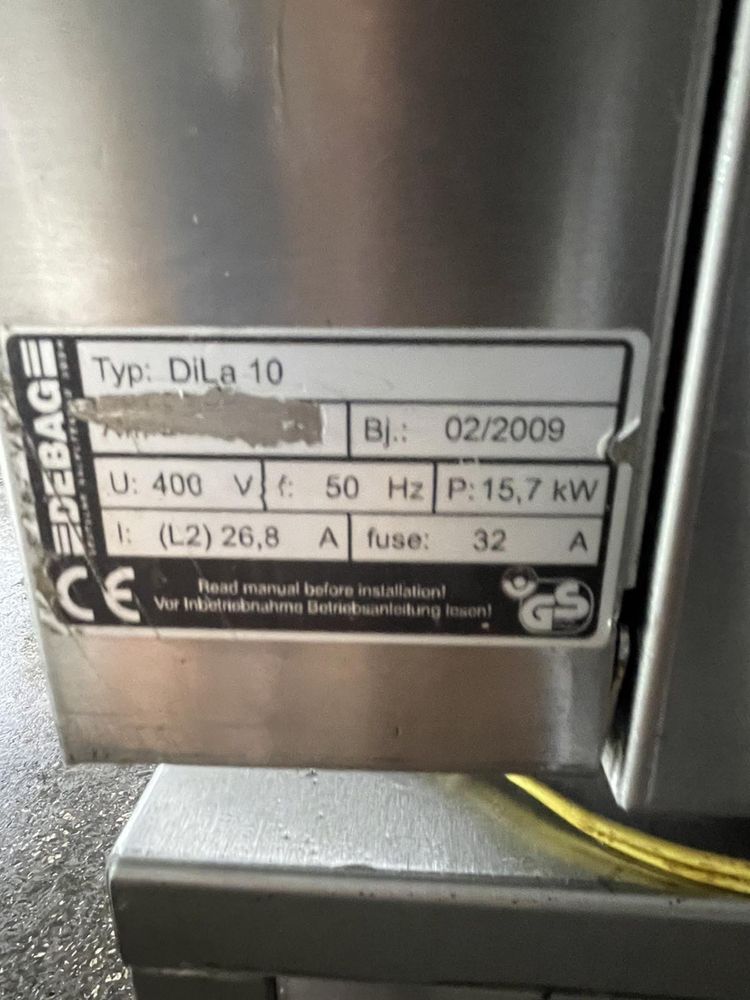 DEBAG
Typ: DiLa 10
Bj.: 02/2009
U: 400 V f: 50 Hz P: 15,7 kW
I: (L2) 26,8 A fuse: 32 A
CE
Read manual before installation!
Vor Inbetriebnahme Betriebsanleitung lesen!
GS